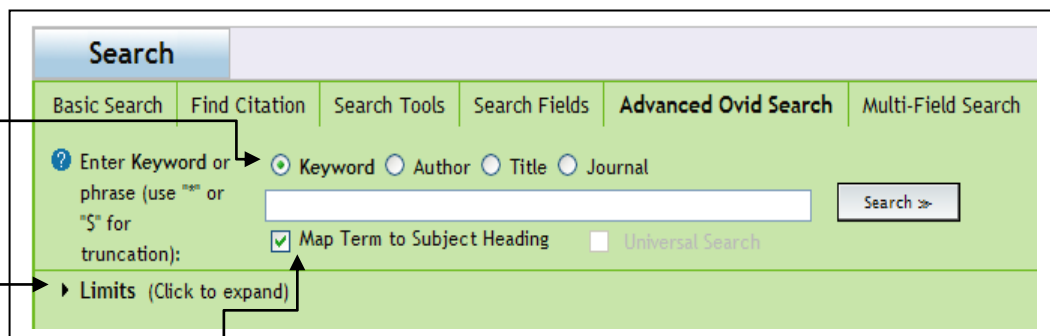 Search
Basic Search Find Citation Search Tools Search Fields Advanced Ovid Search Multi-Field Search
Enter Keyword or
phrase (use "*" or
"$" for
truncation):
Keyword Author Title Journal
Search >>
Map Term to Subject Heading Universal Search
Limits (Click to expand)